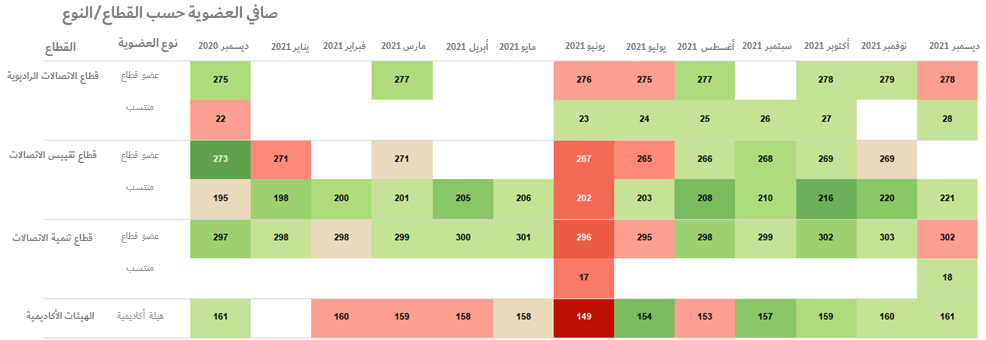 صافي العضوية حسب القطاع/النوع
القطاع نوع العضوية ديسمبر 2020 يناير 2021 فبراير 2021 مارس 2021 أبريل 2021 مايو 2021 يونيو 2021 يوليو 2021 أغسطس 2021 سبتمبر 2021 أكتوبر 2021 نوفمبر 2021 ديسمبر 2021
قطاع الاتصالات الراديوية عضو قطاع 275 277 276 275 277 278 279 278
منتسب 22 23 24 25 26 27 28
قطاع تقييس الاتصالات عضو قطاع 273 271 271 267 265 266 268 269 269
منتسب 195 198 200 201 205 206 202 203 208 210 216 220 221
قطاع تنمية الاتصالات عضو قطاع 297 298 298 299 300 301 296 295 298 299 302 303 302
منتسب 17 18
الهيئات الأكاديمية هيئة أكاديمية 161 160 159 158 158 149 154 153 157 159 160 161